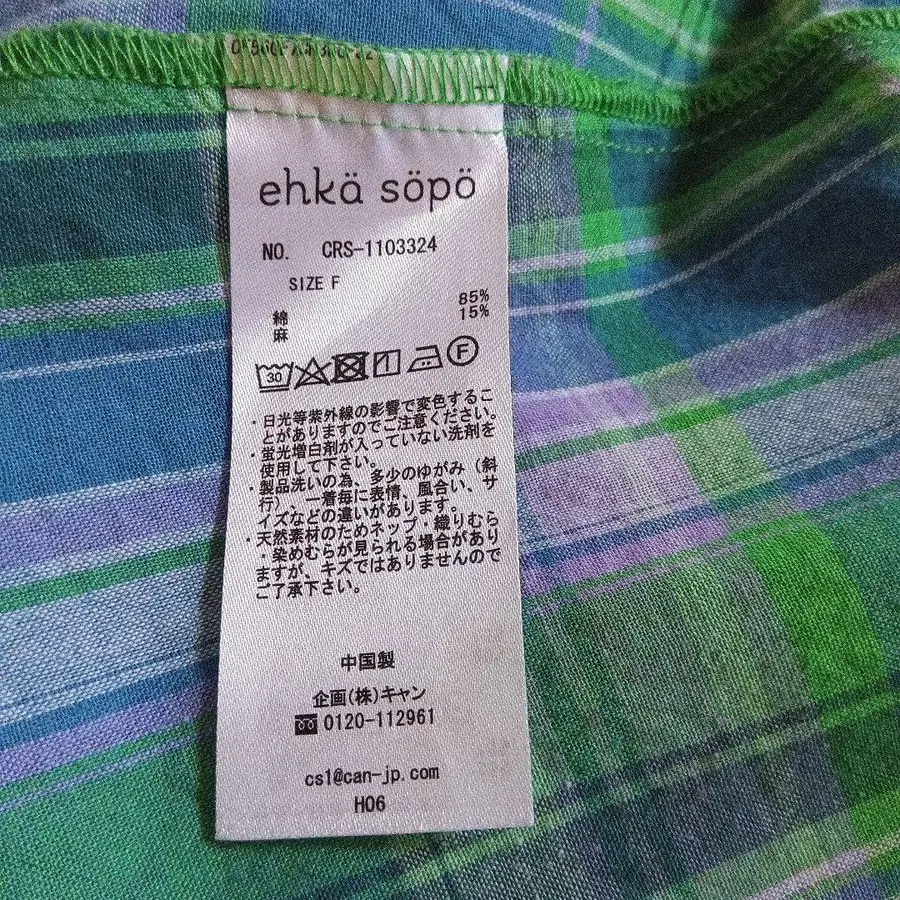 ehkä söpö
NO. CRS-1103324
SIZE F
綿 85%
麻 15%
30
F
・日光等紫外線の影響で変色するこ
とがありますのでご注意ください。
・蛍光増白剤が入っていない洗剤を
使用して下さい。
・製品洗いの為、多少のゆがみ（斜
行）、一着毎に表情、風合い、サ
イズなどの違いがあります。
・天然素材のためネップ・織りむら
・染めむらが見られる場合があり
ますが、キズではありませんので
ご了承下さい。
中国製
企画(株)キャン
0120-112961
cs1@can-jp.com
H06